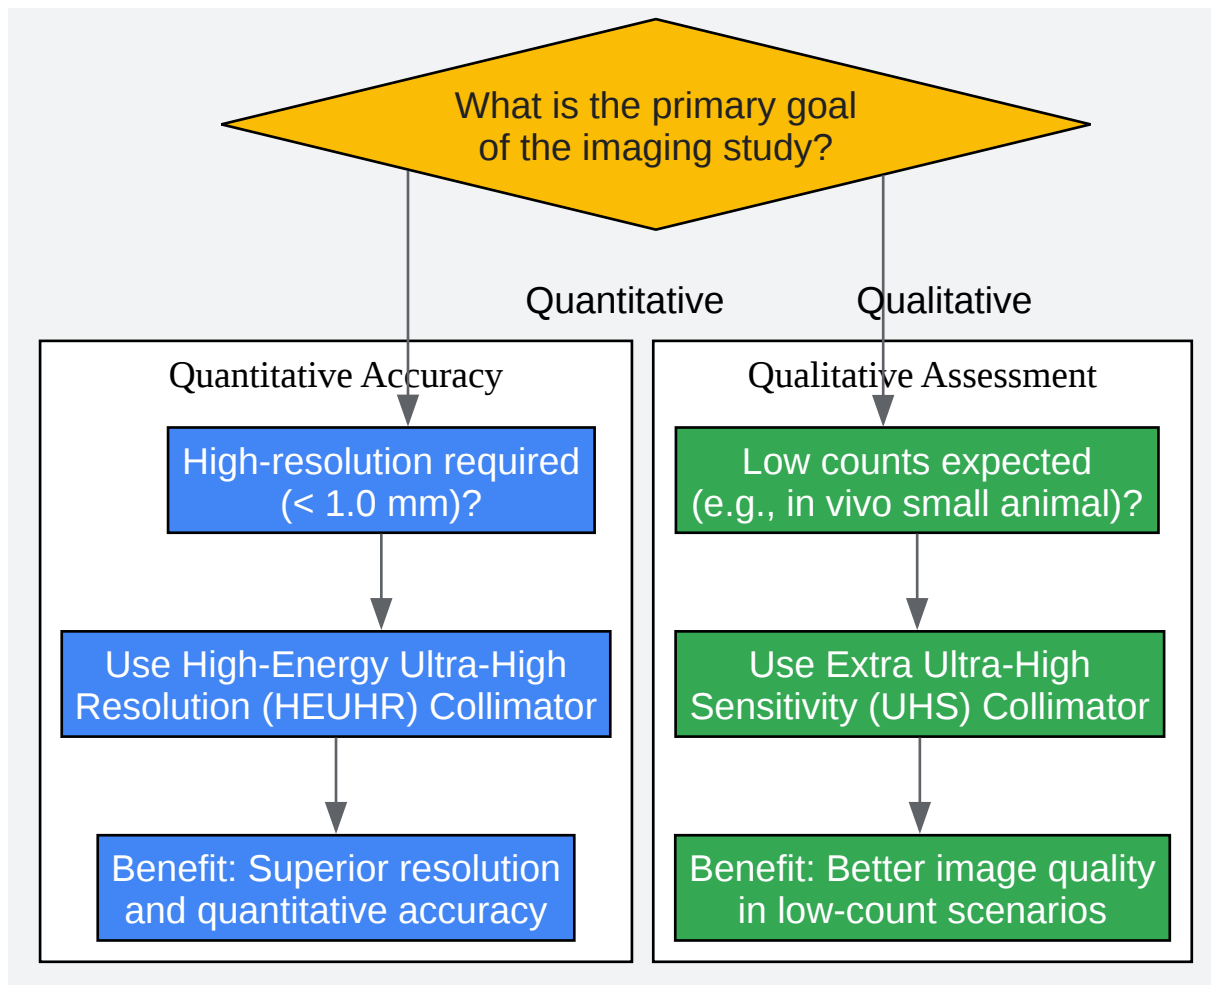 What is the primary goal
of the imaging study?
Quantitative
Qualitative
Quantitative Accuracy
High-resolution required
(< 1.0 mm)?
Use High-Energy Ultra-High
Resolution (HEUHR) Collimator
Benefit: Superior resolution
and quantitative accuracy
Qualitative Assessment
Low counts expected
(e.g., in vivo small animal)?
Use Extra Ultra-High
Sensitivity (UHS) Collimator
Benefit: Better image quality
in low-count scenarios